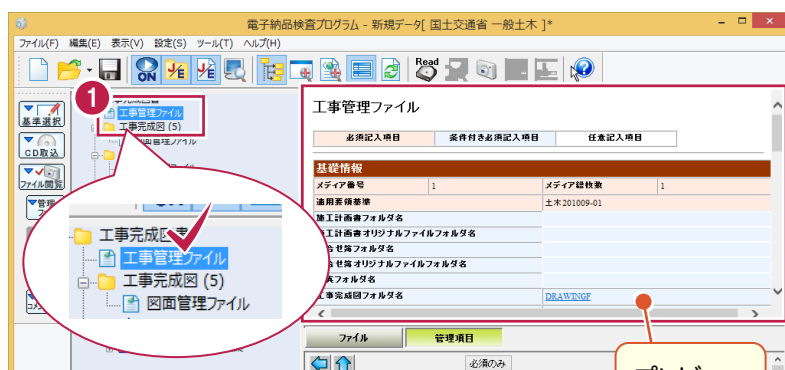 電子納品検査プログラム - 新規データ[ 国土交通省 一般土木 ]*
ファイル(F) 編集(E) 表示(V) 設定(S) ツール(T) ヘルプ(H)
ON
Read
1
基準選択
CD取込
ファイル閲覧
工事管理ファイル
工事完成図 (5)
工事管理ファイル
必須記入項目 条件付き必須記入項目 任意記入項目
基礎情報
メディア番号 1 メディア総枚数 1
適用要領基準 土木201009-01
施工計画書フォルダ名
工計画書オリジナルファイルフォルダ名
合せ簿フォルダ名
合せ簿オリジナルファイルフォルダ名
真フォルダ名
工事完成図フォルダ名 DRAWINGF
工事完成図書
工事管理ファイル
工事完成図 (5)
図面管理ファイル
ファイル 管理項目
必須のみ